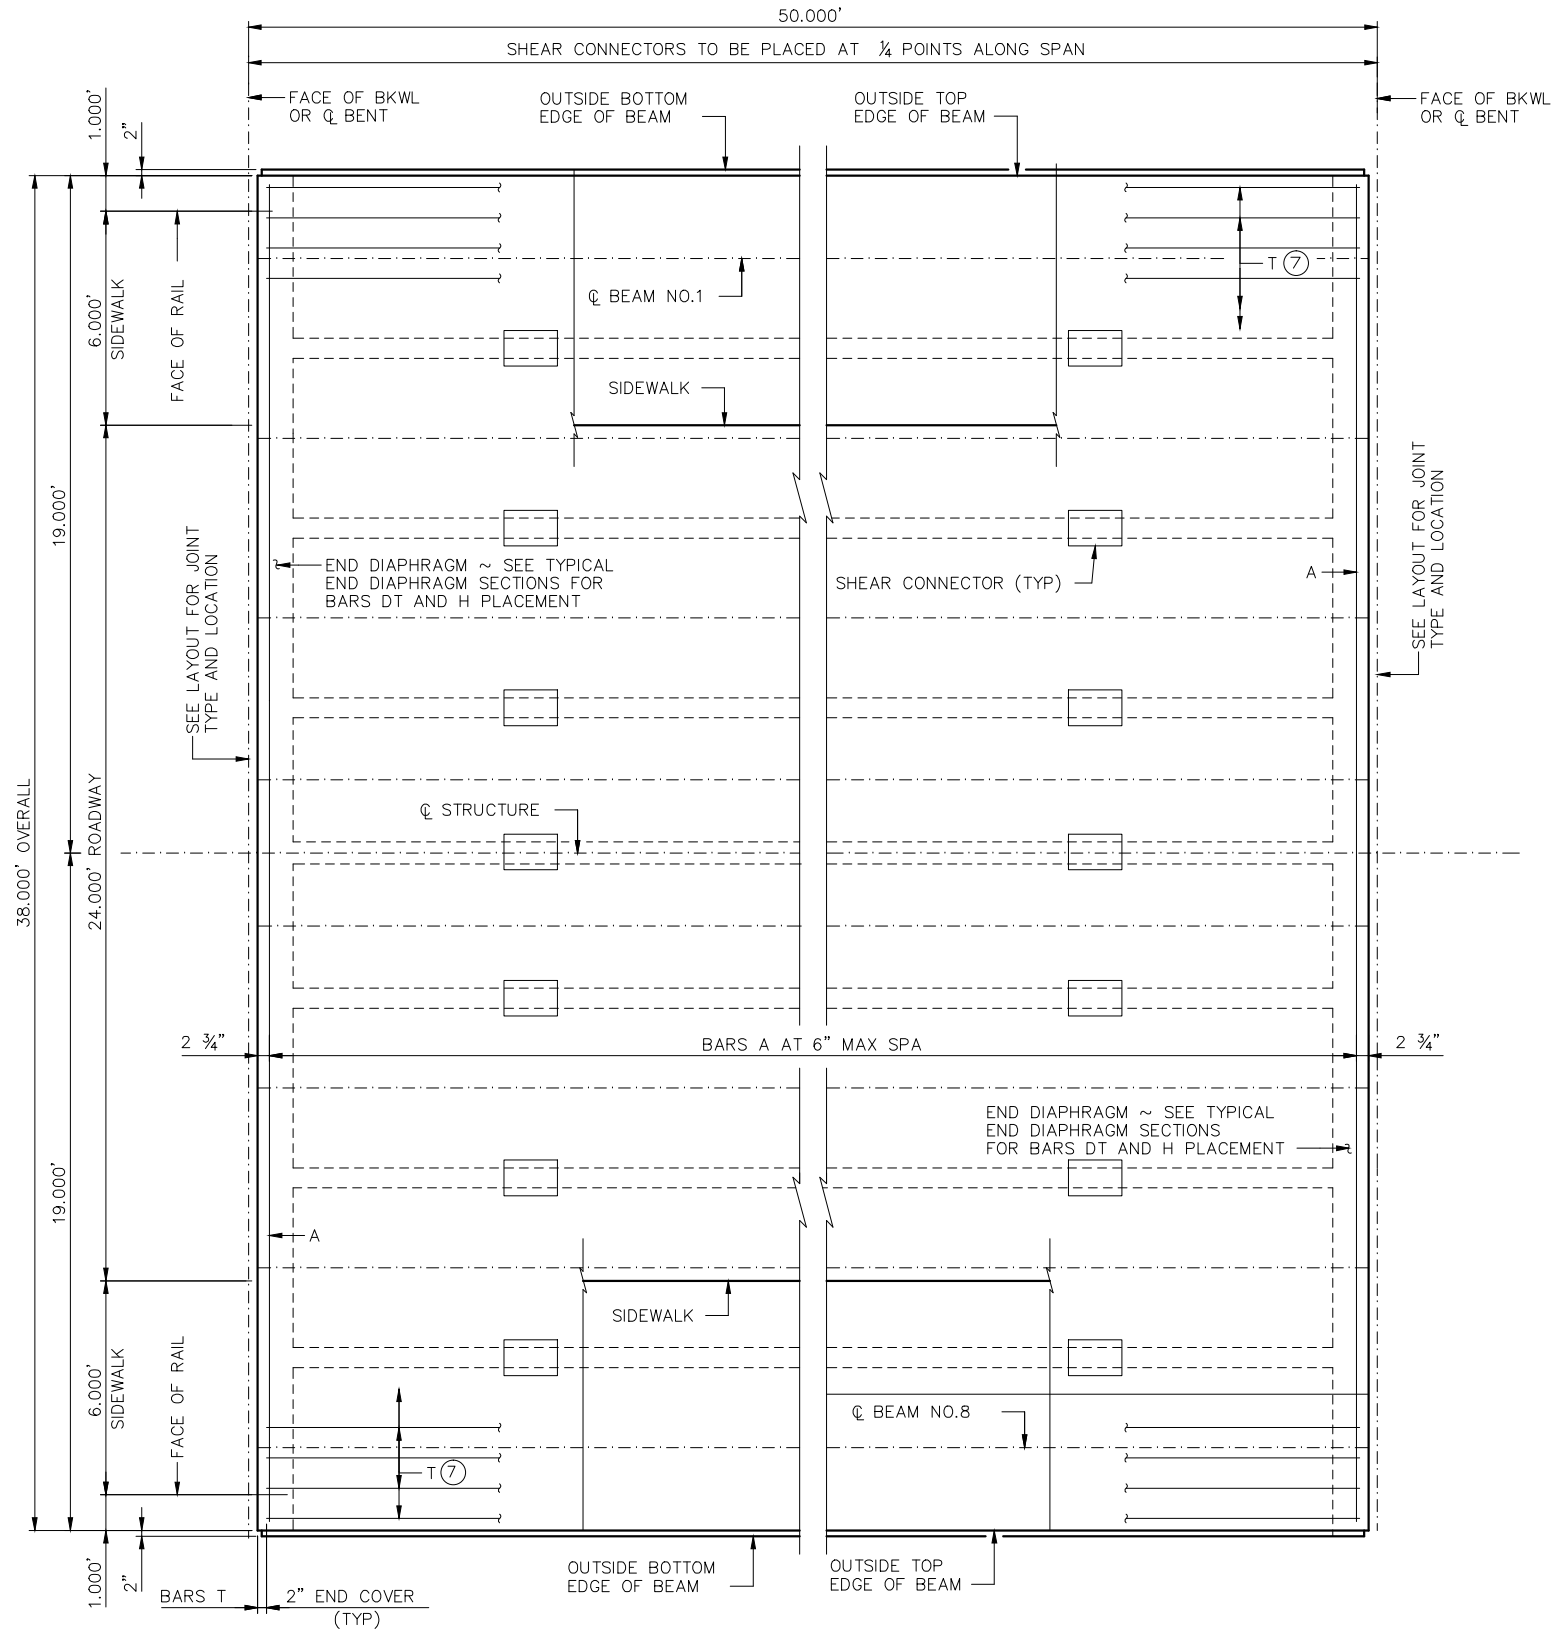 50.000'
SHEAR CONNECTORS TO BE PLACED AT ¼ POINTS ALONG SPAN
FACE OF BKWL
OR ℄ BENT
OUTSIDE BOTTOM
EDGE OF BEAM
OUTSIDE TOP
EDGE OF BEAM
FACE OF BKWL
OR ℄ BENT
1.000'
2"
6.000'
SIDEWALK
FACE OF RAIL
T 7
℄ BEAM NO.1
SIDEWALK
19.000'
SEE LAYOUT FOR JOINT
TYPE AND LOCATION
END DIAPHRAGM ~ SEE TYPICAL
END DIAPHRAGM SECTIONS FOR
BARS DT AND H PLACEMENT
SHEAR CONNECTOR (TYP)
A
SEE LAYOUT FOR JOINT
TYPE AND LOCATION
38.000' OVERALL
24.000' ROADWAY
℄ STRUCTURE
2 ¾"
BARS A AT 6" MAX SPA
2 ¾"
END DIAPHRAGM ~ SEE TYPICAL
END DIAPHRAGM SECTIONS
FOR BARS DT AND H PLACEMENT
19.000'
A
SIDEWALK
6.000'
SIDEWALK
FACE OF RAIL
℄ BEAM NO.8
T 7
1.000'
2"
OUTSIDE BOTTOM
EDGE OF BEAM
OUTSIDE TOP
EDGE OF BEAM
BARS T
2" END COVER
(TYP)